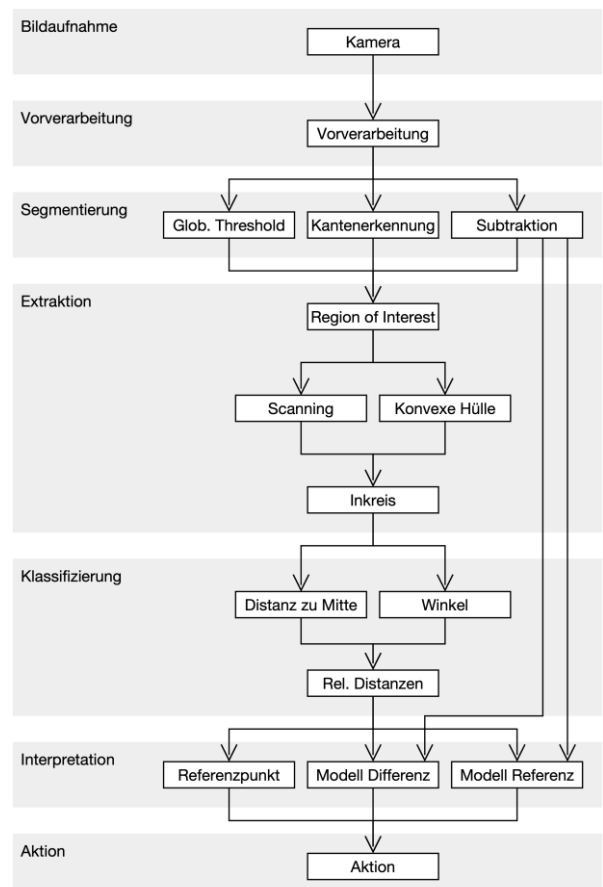 Bildaufnahme
Kamera
Vorverarbeitung
Vorverarbeitung
Segmentierung
Glob. Threshold
Kantenerkennung
Subtraktion
Extraktion
Region of Interest
Scanning
Konvexe Hülle
Inkreis
Klassifizierung
Distanz zu Mitte
Winkel
Rel. Distanzen
Interpretation
Referenzpunkt
Modell Differenz
Modell Referenz
Aktion
Aktion